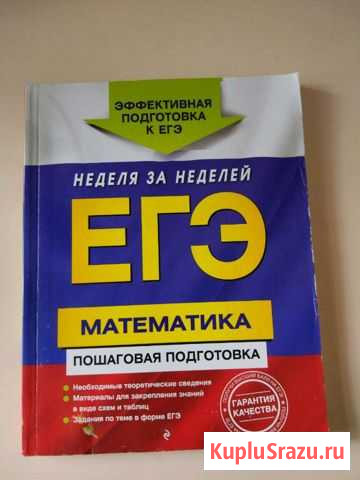 ЭФФЕКТИВНАЯ
ПОДГОТОВКА
К ЕГЭ
НЕДЕЛЯ ЗА НЕДЕЛЕЙ
ЕГЭ
МАТЕМАТИКА
ПОШАГОВАЯ ПОДГОТОВКА
• Необходимые теоретические сведения
• Материалы для закрепления знаний
в виде схем и таблиц
• Задания по теме в форме ЕГЭ
ГАРАНТИЯ
КАЧЕСТВА
KupluSrazu.ru